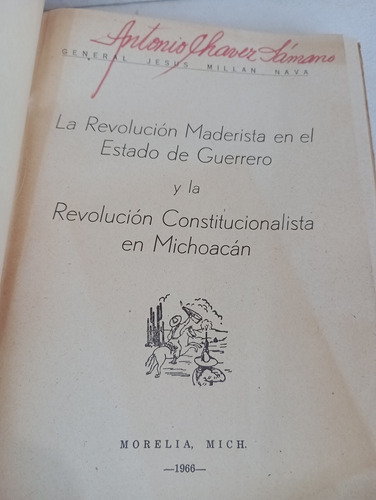 Antonio Chavez Sámano
GENERAL JESUS MILLAN NAVA
La Revolución Maderista en el
Estado de Guerrero
y la
Revolución Constitucionalista
en Michoacán
MORELIA, MICH.
—1966—